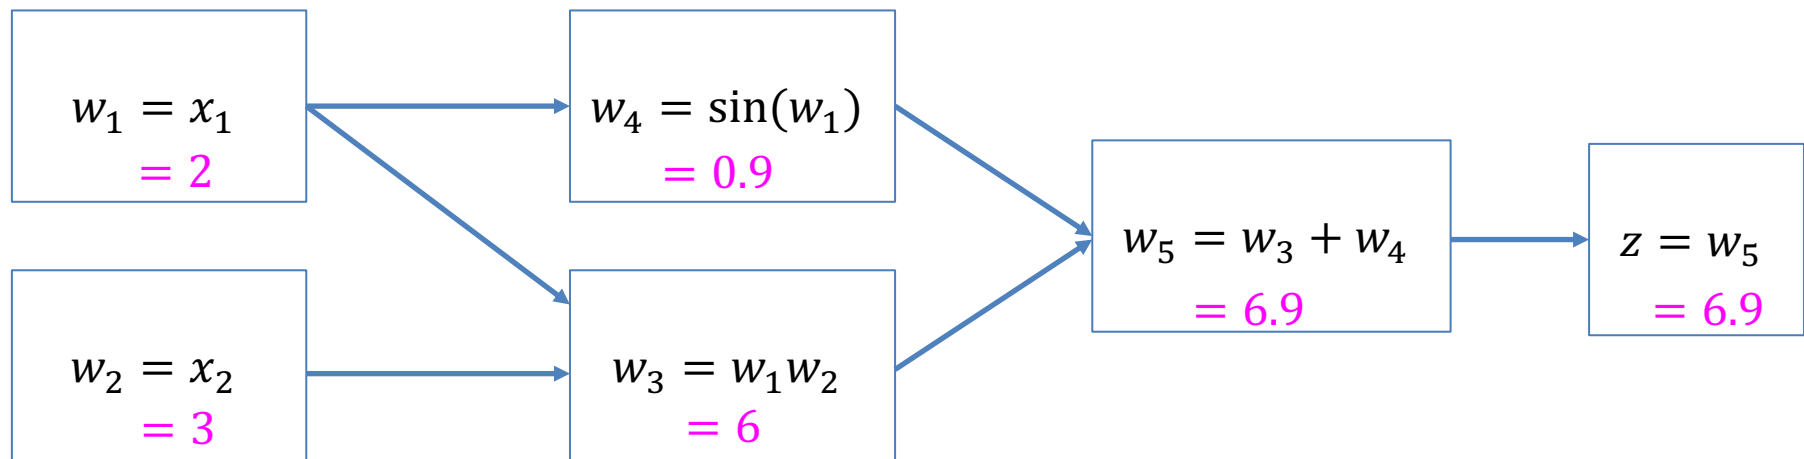 w₁ = x₁
= 2
w₄ = sin(w₁)
= 0.9
w₂ = x₂
= 3
w₃ = w₁w₂
= 6
w₅ = w₃ + w₄
= 6.9
z = w₅
= 6.9